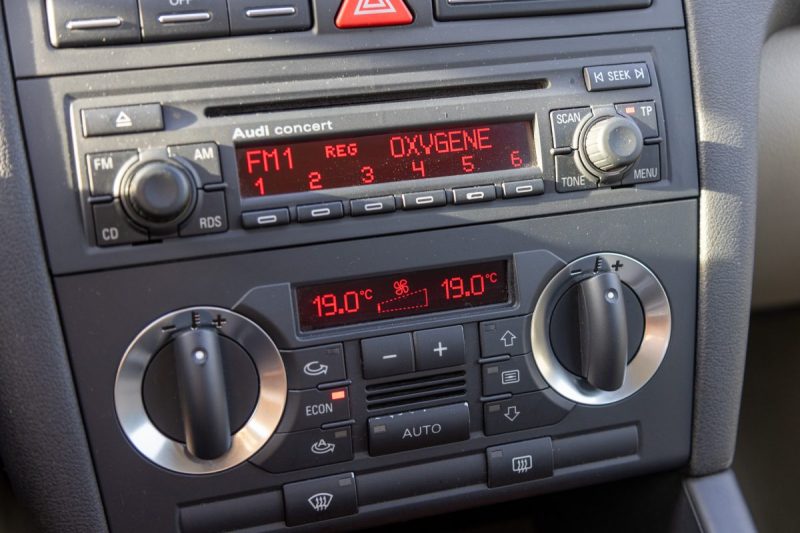 OFF
SEEK
Audi concert
SCAN
TP
FM
AM
FM1 REG OXYGENE
1 2 3 4 5 6
CD
RDS
TONE
MENU
19.0°C 19.0°C
- +
- +
- +
ECON
A
AUTO